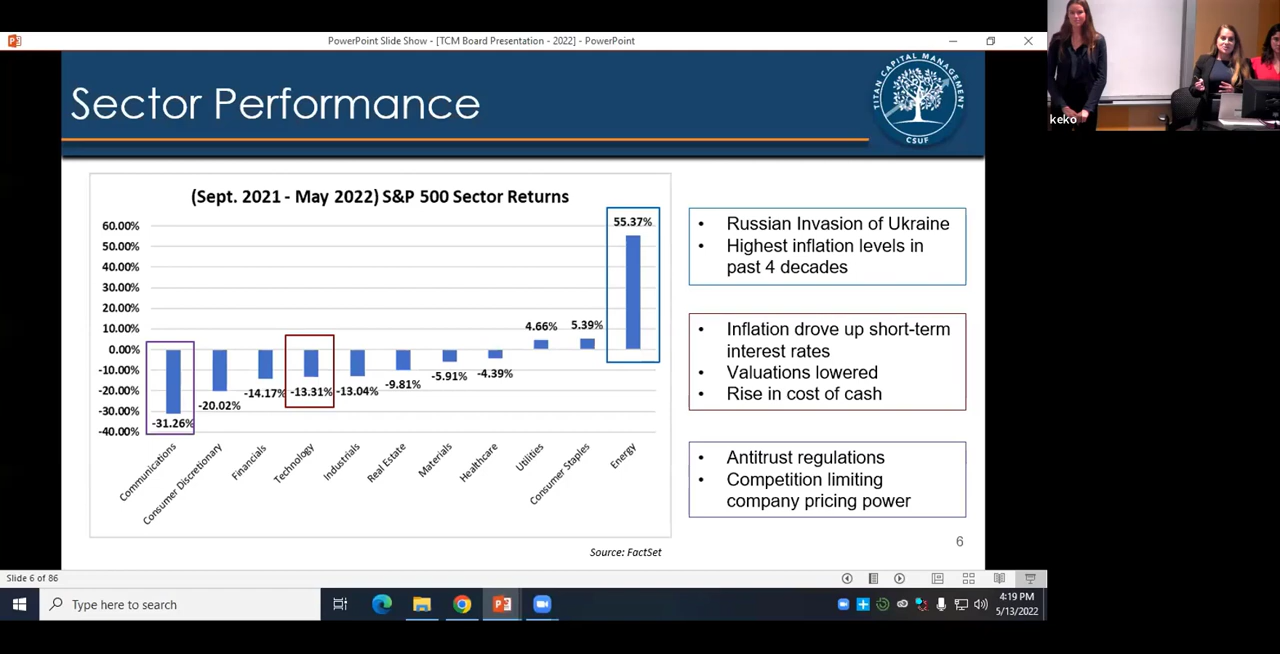 PowerPoint Slide Show - [TCM Board Presentation - 2022] - PowerPoint
Sector Performance
TITAN CAPITAL MANAGEMENT
CSUF
keko
(Sept. 2021 - May 2022) S&P 500 Sector Returns
60.00%
50.00%
40.00%
30.00%
20.00%
10.00%
0.00%
-10.00%
-20.00%
-30.00%
-40.00%
-31.26%
-20.02%
-14.17%
-13.31%
-13.04%
-9.81%
-5.91%
-4.39%
4.66%
5.39%
55.37%
Communications
Consumer Discretionary
Financials
Technology
Industrials
Real Estate
Materials
Healthcare
Utilities
Consumer Staples
Energy
• Russian Invasion of Ukraine
• Highest inflation levels in
past 4 decades
• Inflation drove up short-term
interest rates
• Valuations lowered
• Rise in cost of cash
• Antitrust regulations
• Competition limiting
company pricing power
Source: FactSet
6
Slide 6 of 86
Type here to search
4:19 PM
5/13/2022